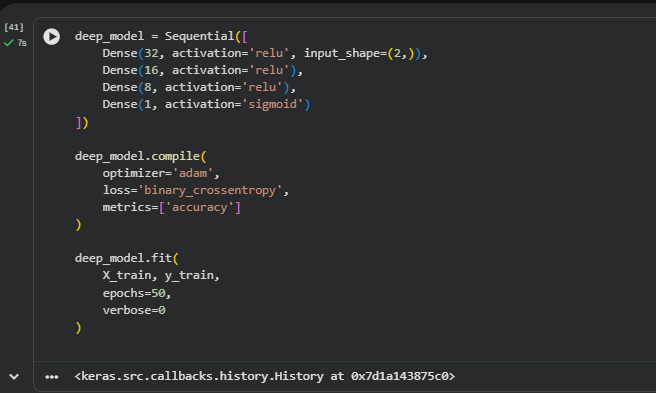 [41]
7s
deep_model = Sequential([
    Dense(32, activation='relu', input_shape=(2,)),
    Dense(16, activation='relu'),
    Dense(8, activation='relu'),
    Dense(1, activation='sigmoid')
])

deep_model.compile(
    optimizer='adam',
    loss='binary_crossentropy',
    metrics=['accuracy']
)

deep_model.fit(
    X_train, y_train,
    epochs=50,
    verbose=0
)
<keras.src.callbacks.history.History at 0x7d1a143875c0>